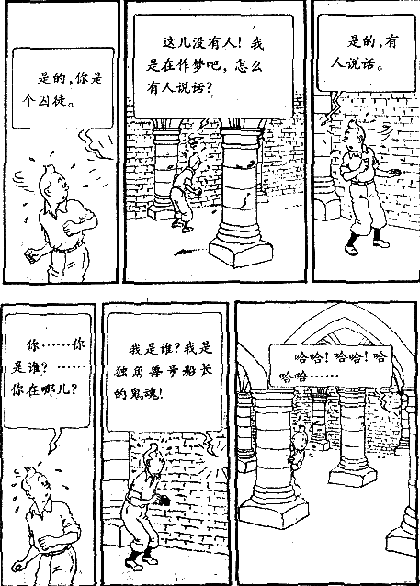 是的,你是
个囚徒。
这儿没有人!我
是在作梦吧,怎么
有人说话?
是的,有
人说话。
你……你
是谁?……
你在哪儿?
我是谁?我是
独角兽号船长
的鬼魂!
哈哈!哈哈!哈
哈哈……